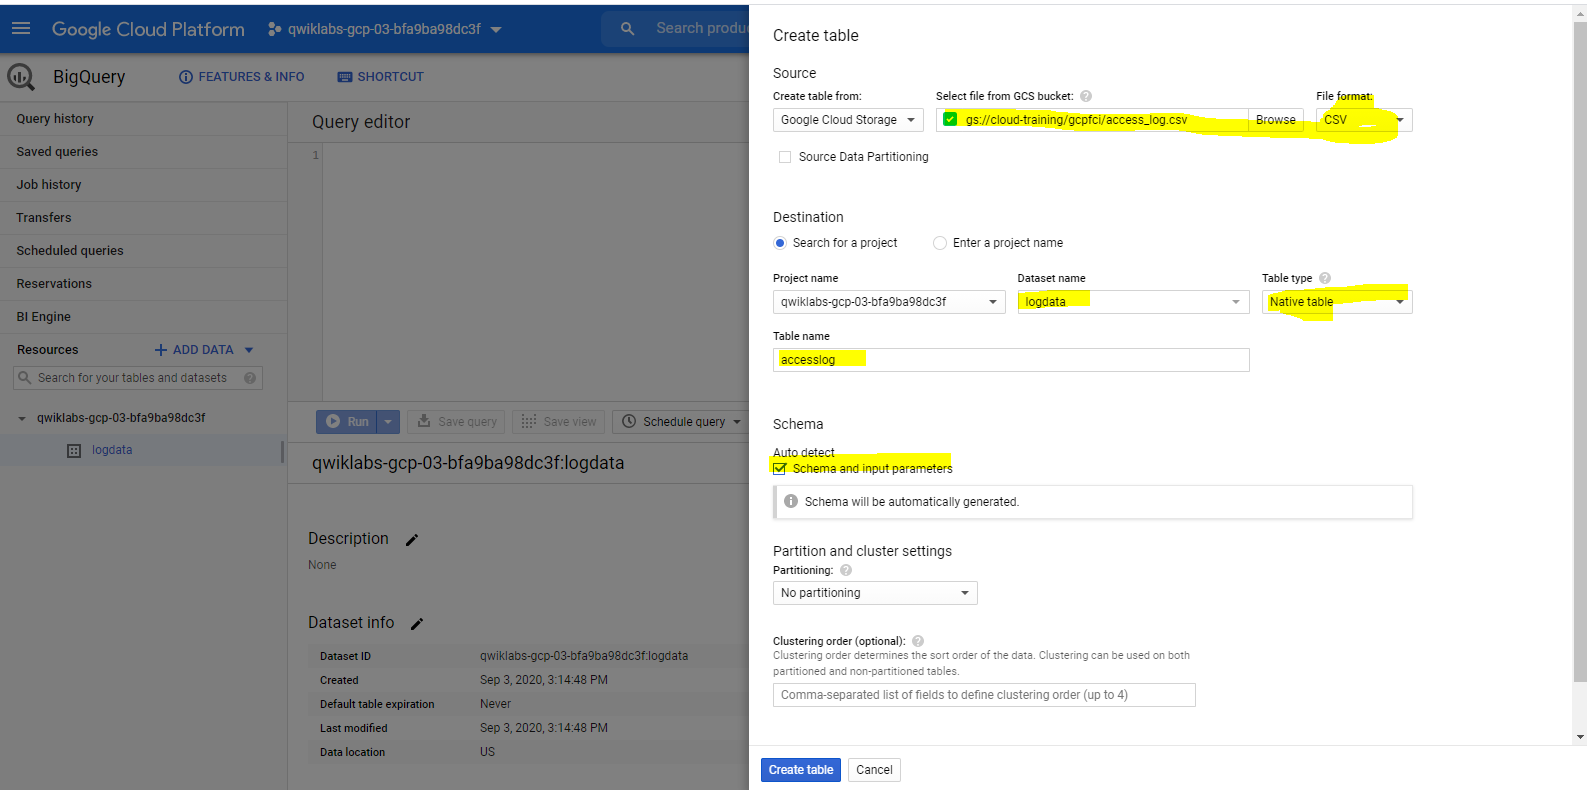 Google Cloud Platform qwiklabs-gcp-03-bfa9ba98dc3f Search produ
BigQuery FEATURES & INFO SHORTCUT
Query history
Saved queries
Job history
Transfers
Scheduled queries
Reservations
BI Engine
Resources ADD DATA
Search for your tables and datasets
qwiklabs-gcp-03-bfa9ba98dc3f
logdata
Query editor
1
Run Save query Save view Schedule query
qwiklabs-gcp-03-bfa9ba98dc3f:logdata
Description
None
Dataset info
Dataset ID qwiklabs-gcp-03-bfa9ba98dc3f:logdata
Created Sep 3, 2020, 3:14:48 PM
Default table expiration Never
Last modified Sep 3, 2020, 3:14:48 PM
Data location US
Create table
Source
Create table from: Select file from GCS bucket: File format:
Google Cloud Storage gs://cloud-training/gcpfci/access_log.csv Browse CSV
Source Data Partitioning
Destination
Search for a project Enter a project name
Project name Dataset name Table type
qwiklabs-gcp-03-bfa9ba98dc3f logdata Native table
Table name
accesslog
Schema
Auto detect
Schema and input parameters
Schema will be automatically generated.
Partition and cluster settings
Partitioning:
No partitioning
Clustering order (optional):
Clustering order determines the sort order of the data. Clustering can be used on both
partitioned and non-partitioned tables.
Comma-separated list of fields to define clustering order (up to 4)
Create table Cancel